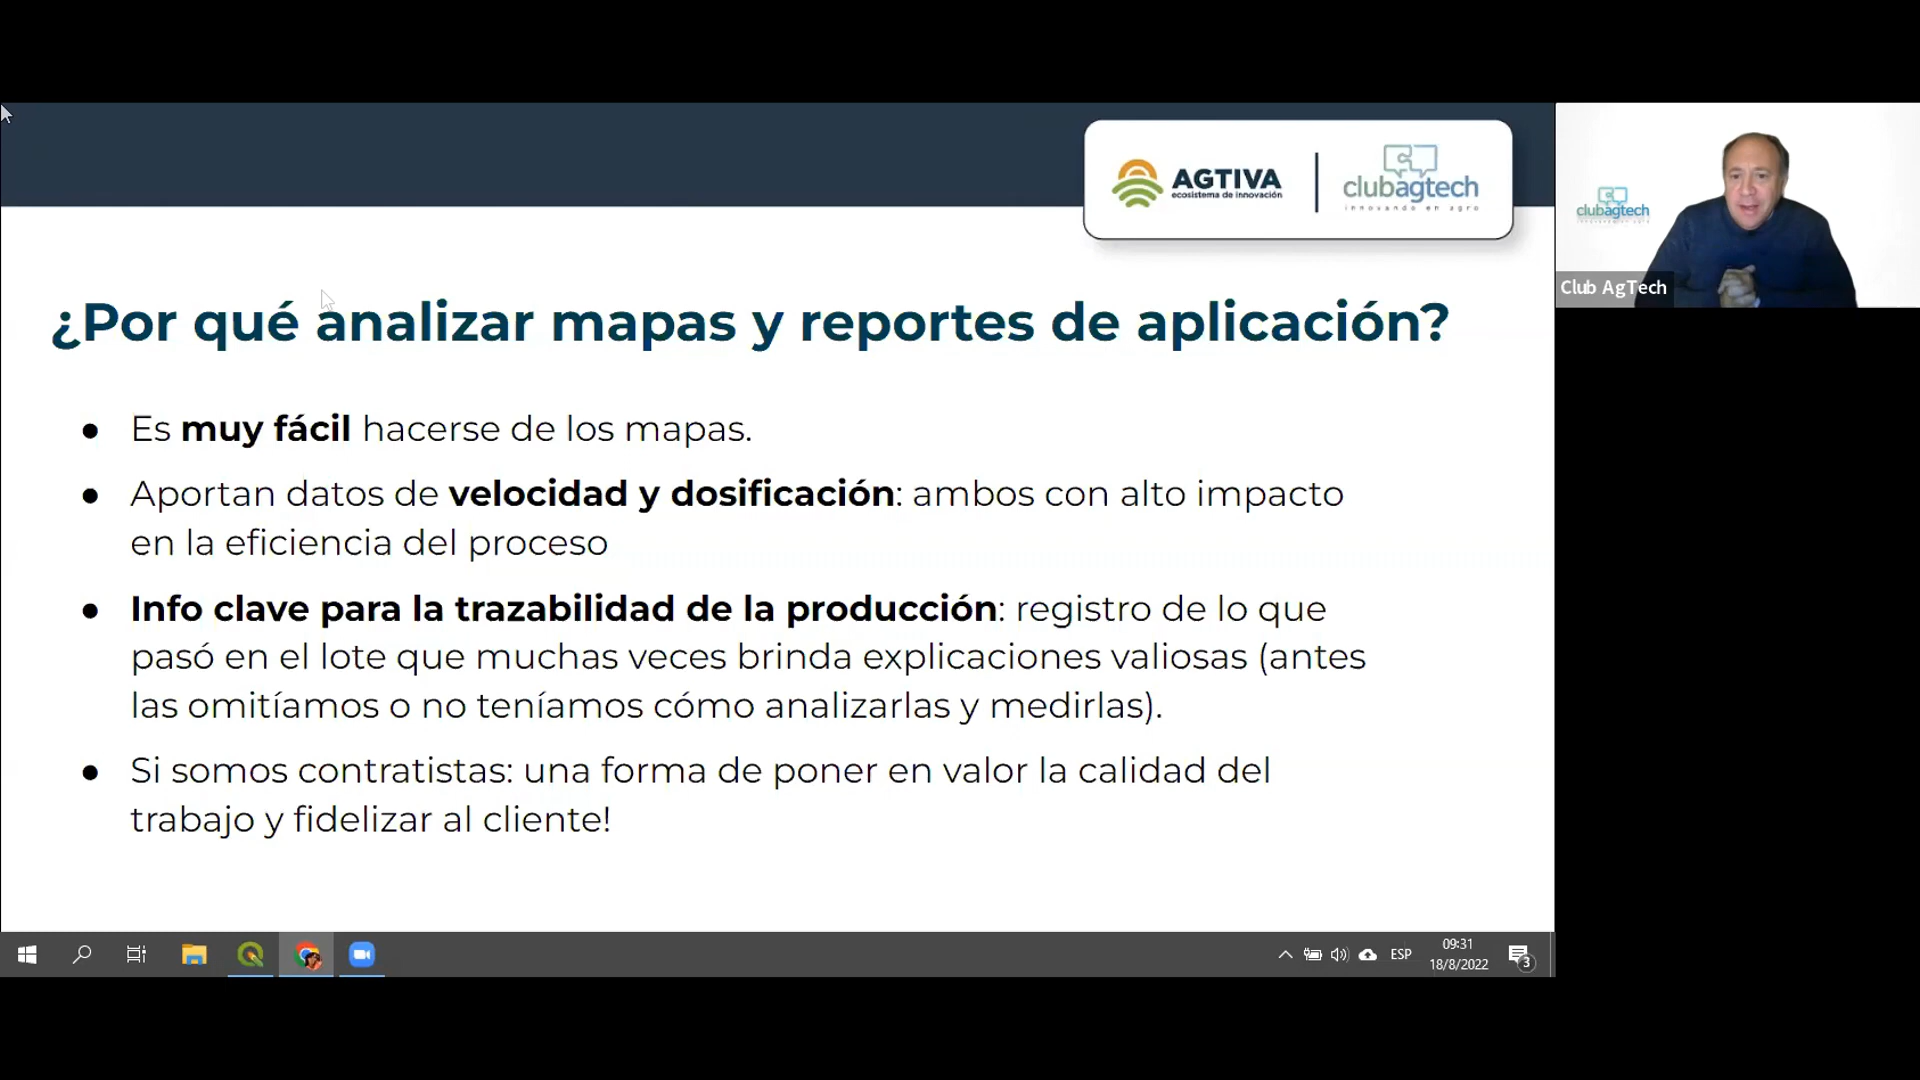 AGTIVA
ecosistema de innovación
clubagtech
innovando en agro
clubagtech
Club AgTech
¿Por qué analizar mapas y reportes de aplicación?
● Es muy fácil hacerse de los mapas.
● Aportan datos de velocidad y dosificación: ambos con alto impacto
en la eficiencia del proceso
● Info clave para la trazabilidad de la producción: registro de lo que
pasó en el lote que muchas veces brinda explicaciones valiosas (antes
las omitíamos o no teníamos cómo analizarlas y medirlas).
● Si somos contratistas: una forma de poner en valor la calidad del
trabajo y fidelizar al cliente!
ESP
09:31
18/8/2022
3